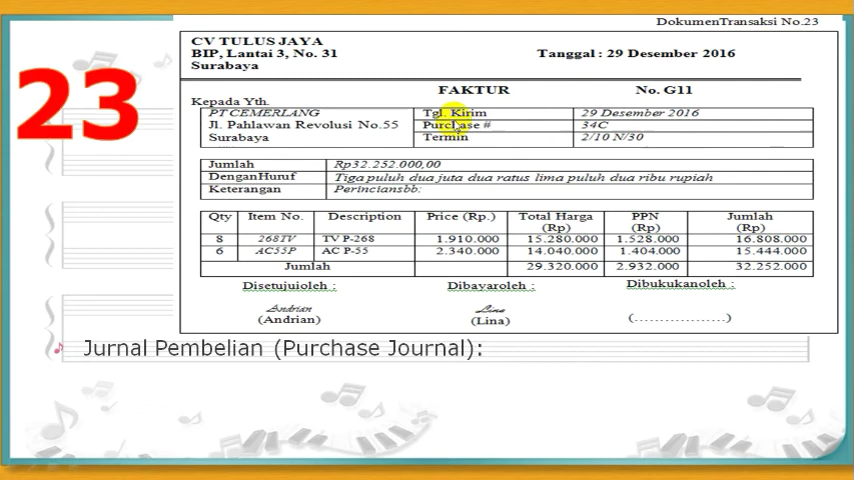 DokumenTransaksi No.23
23
CV TULUS JAYA
BIP, Lantai 3, No. 31
Surabaya
Tanggal : 29 Desember 2016
FAKTUR No. G11
Kepada Yth.
PT CEMERLANG Tgl. Kirim 29 Desember 2016
Jl. Pahlawan Revolusi No.55 Purchase # 34C
Surabaya Termin 2/10 N/30
Jumlah Rp32.252.000,00
DenganHuruf Tiga puluh dua juta dua ratus lima puluh dua ribu rupiah
Keterangan Perinciansbb:
Qty Item No. Description Price (Rp.) Total Harga (Rp) PPN (Rp) Jumlah (Rp)
8 268TV TV P-268 1.910.000 15.280.000 1.528.000 16.808.000
6 AC55P AC P-55 2.340.000 14.040.000 1.404.000 15.444.000
Jumlah 29.320.000 2.932.000 32.252.000
Disetujuioleh : Dibayaroleh : Dibukukanoleh :
Andrian Lina
(Andrian) (Lina) (.................)
Jurnal Pembelian (Purchase Journal):